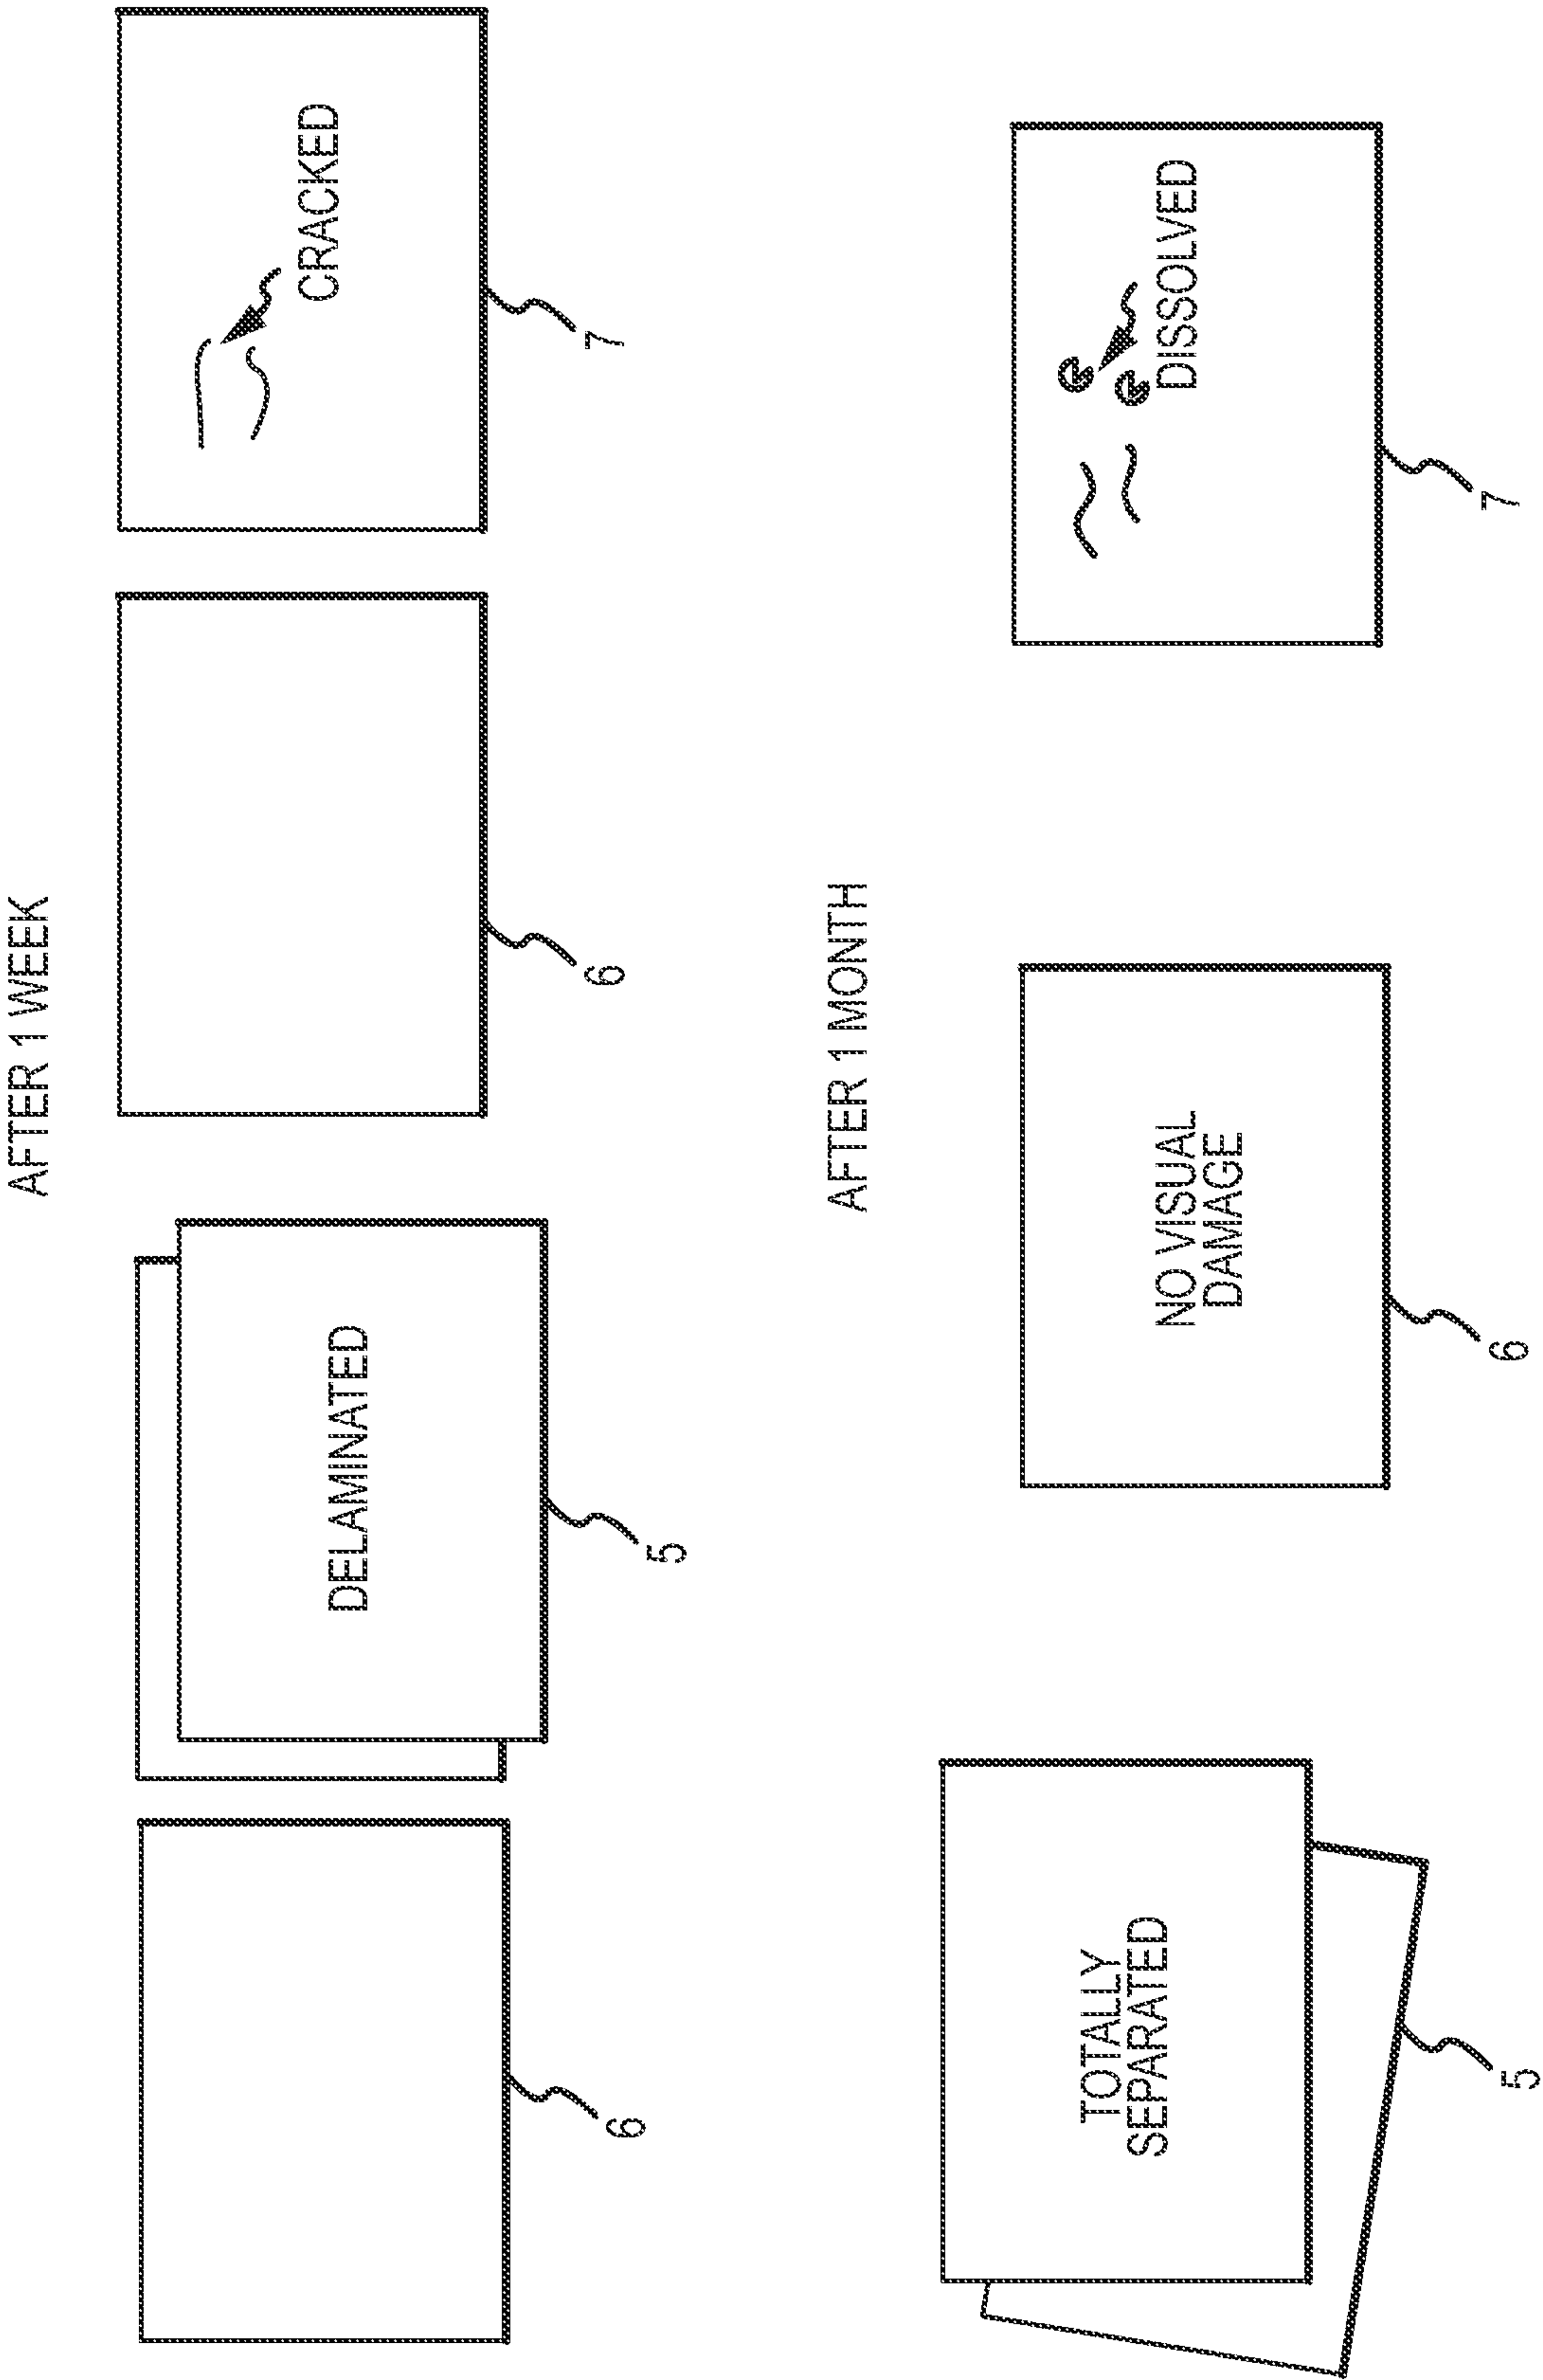 AFTER 1 WEEK
6
DELAMINATED
5
6
CRACKED
7
AFTER 1 MONTH
TOTALLY
SEPARATED
5
NO VISUAL
DAMAGE
6
DISSOLVED
7